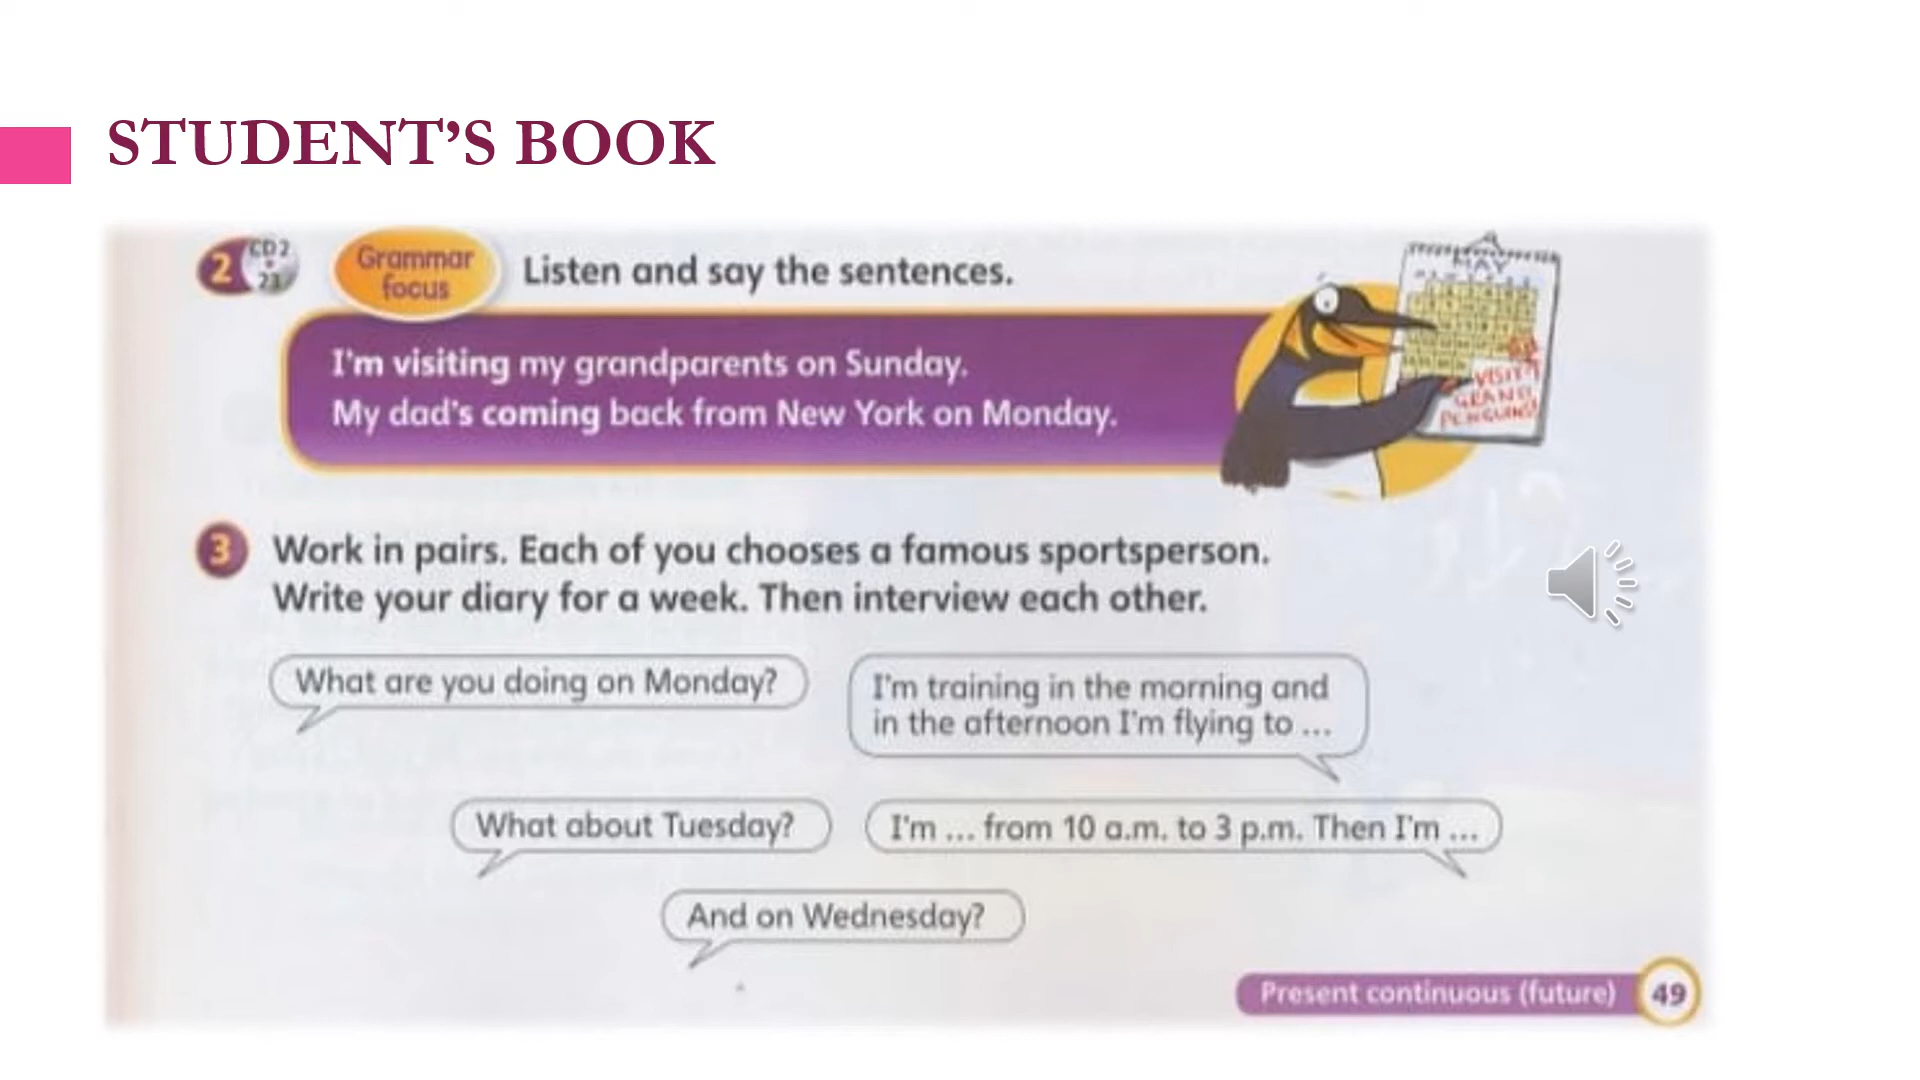 STUDENT’S BOOK
2 CD 2 23
Grammar focus
Listen and say the sentences.
MAY
I'm visiting my grandparents on Sunday.
My dad's coming back from New York on Monday.
VISIT
GRAND
PENGUINS!
3 Work in pairs. Each of you chooses a famous sportsperson.
Write your diary for a week. Then interview each other.
What are you doing on Monday?
I'm training in the morning and
in the afternoon I'm flying to ...
What about Tuesday?
I'm ... from 10 a.m. to 3 p.m. Then I'm ...
And on Wednesday?
Present continuous (future) 49